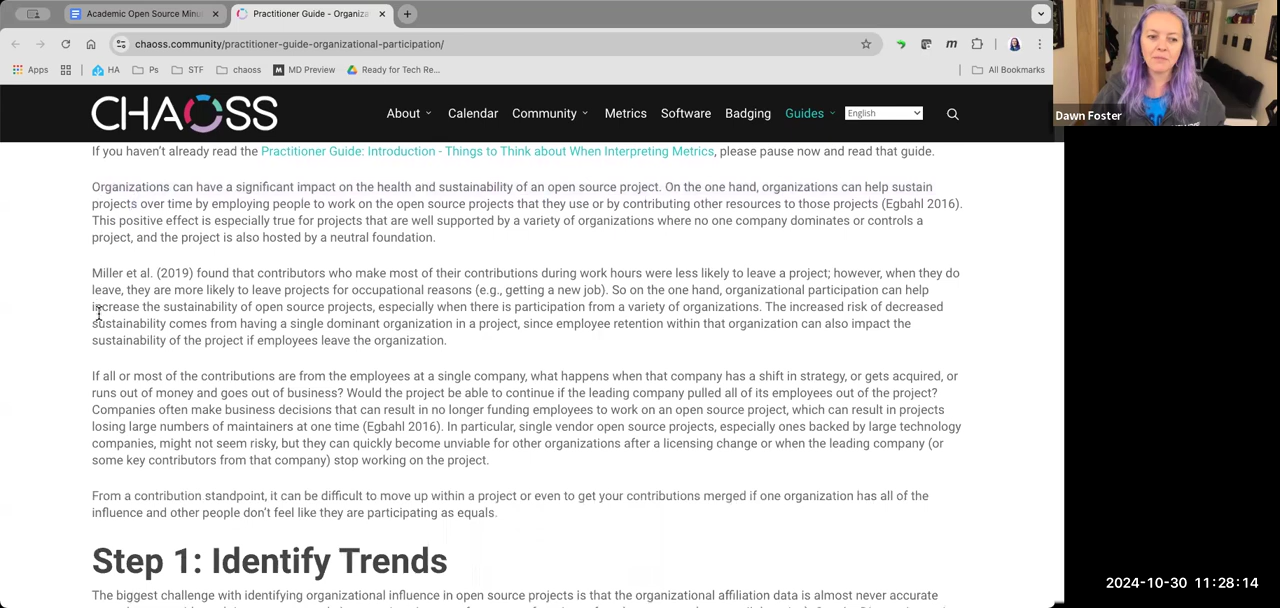 Academic Open Source Minu
Practitioner Guide - Organiza
chaoss.community/practitioner-guide-organizational-participation/
Apps
HA
Ps
STF
chaoss
MD Preview
Ready for Tech Re...
All Bookmarks
CHAOSS
About
Calendar
Community
Metrics
Software
Badging
Guides
English
Dawn Foster
If you haven't already read the Practitioner Guide: Introduction - Things to Think about When Interpreting Metrics, please pause now and read that guide.
Organizations can have a significant impact on the health and sustainability of an open source project. On the one hand, organizations can help sustain
projects over time by employing people to work on the open source projects that they use or by contributing other resources to those projects (Egbahl 2016).
This positive effect is especially true for projects that are well supported by a variety of organizations where no one company dominates or controls a
project, and the project is also hosted by a neutral foundation.
Miller et al. (2019) found that contributors who make most of their contributions during work hours were less likely to leave a project; however, when they do
leave, they are more likely to leave projects for occupational reasons (e.g., getting a new job). So on the one hand, organizational participation can help
increase the sustainability of open source projects, especially when there is participation from a variety of organizations. The increased risk of decreased
sustainability comes from having a single dominant organization in a project, since employee retention within that organization can also impact the
sustainability of the project if employees leave the organization.
If all or most of the contributions are from the employees at a single company, what happens when that company has a shift in strategy, or gets acquired, or
runs out of money and goes out of business? Would the project be able to continue if the leading company pulled all of its employees out of the project?
Companies often make business decisions that can result in no longer funding employees to work on an open source project, which can result in projects
losing large numbers of maintainers at one time (Egbahl 2016). In particular, single vendor open source projects, especially ones backed by large technology
companies, might not seem risky, but they can quickly become unviable for other organizations after a licensing change or when the leading company (or
some key contributors from that company) stop working on the project.
From a contribution standpoint, it can be difficult to move up within a project or even to get your contributions merged if one organization has all of the
influence and other people don't feel like they are participating as equals.
Step 1: Identify Trends
The biggest challenge with identifying organizational influence in open source projects is that the organizational affiliation data is almost never accurate
2024-10-30 11:28:14